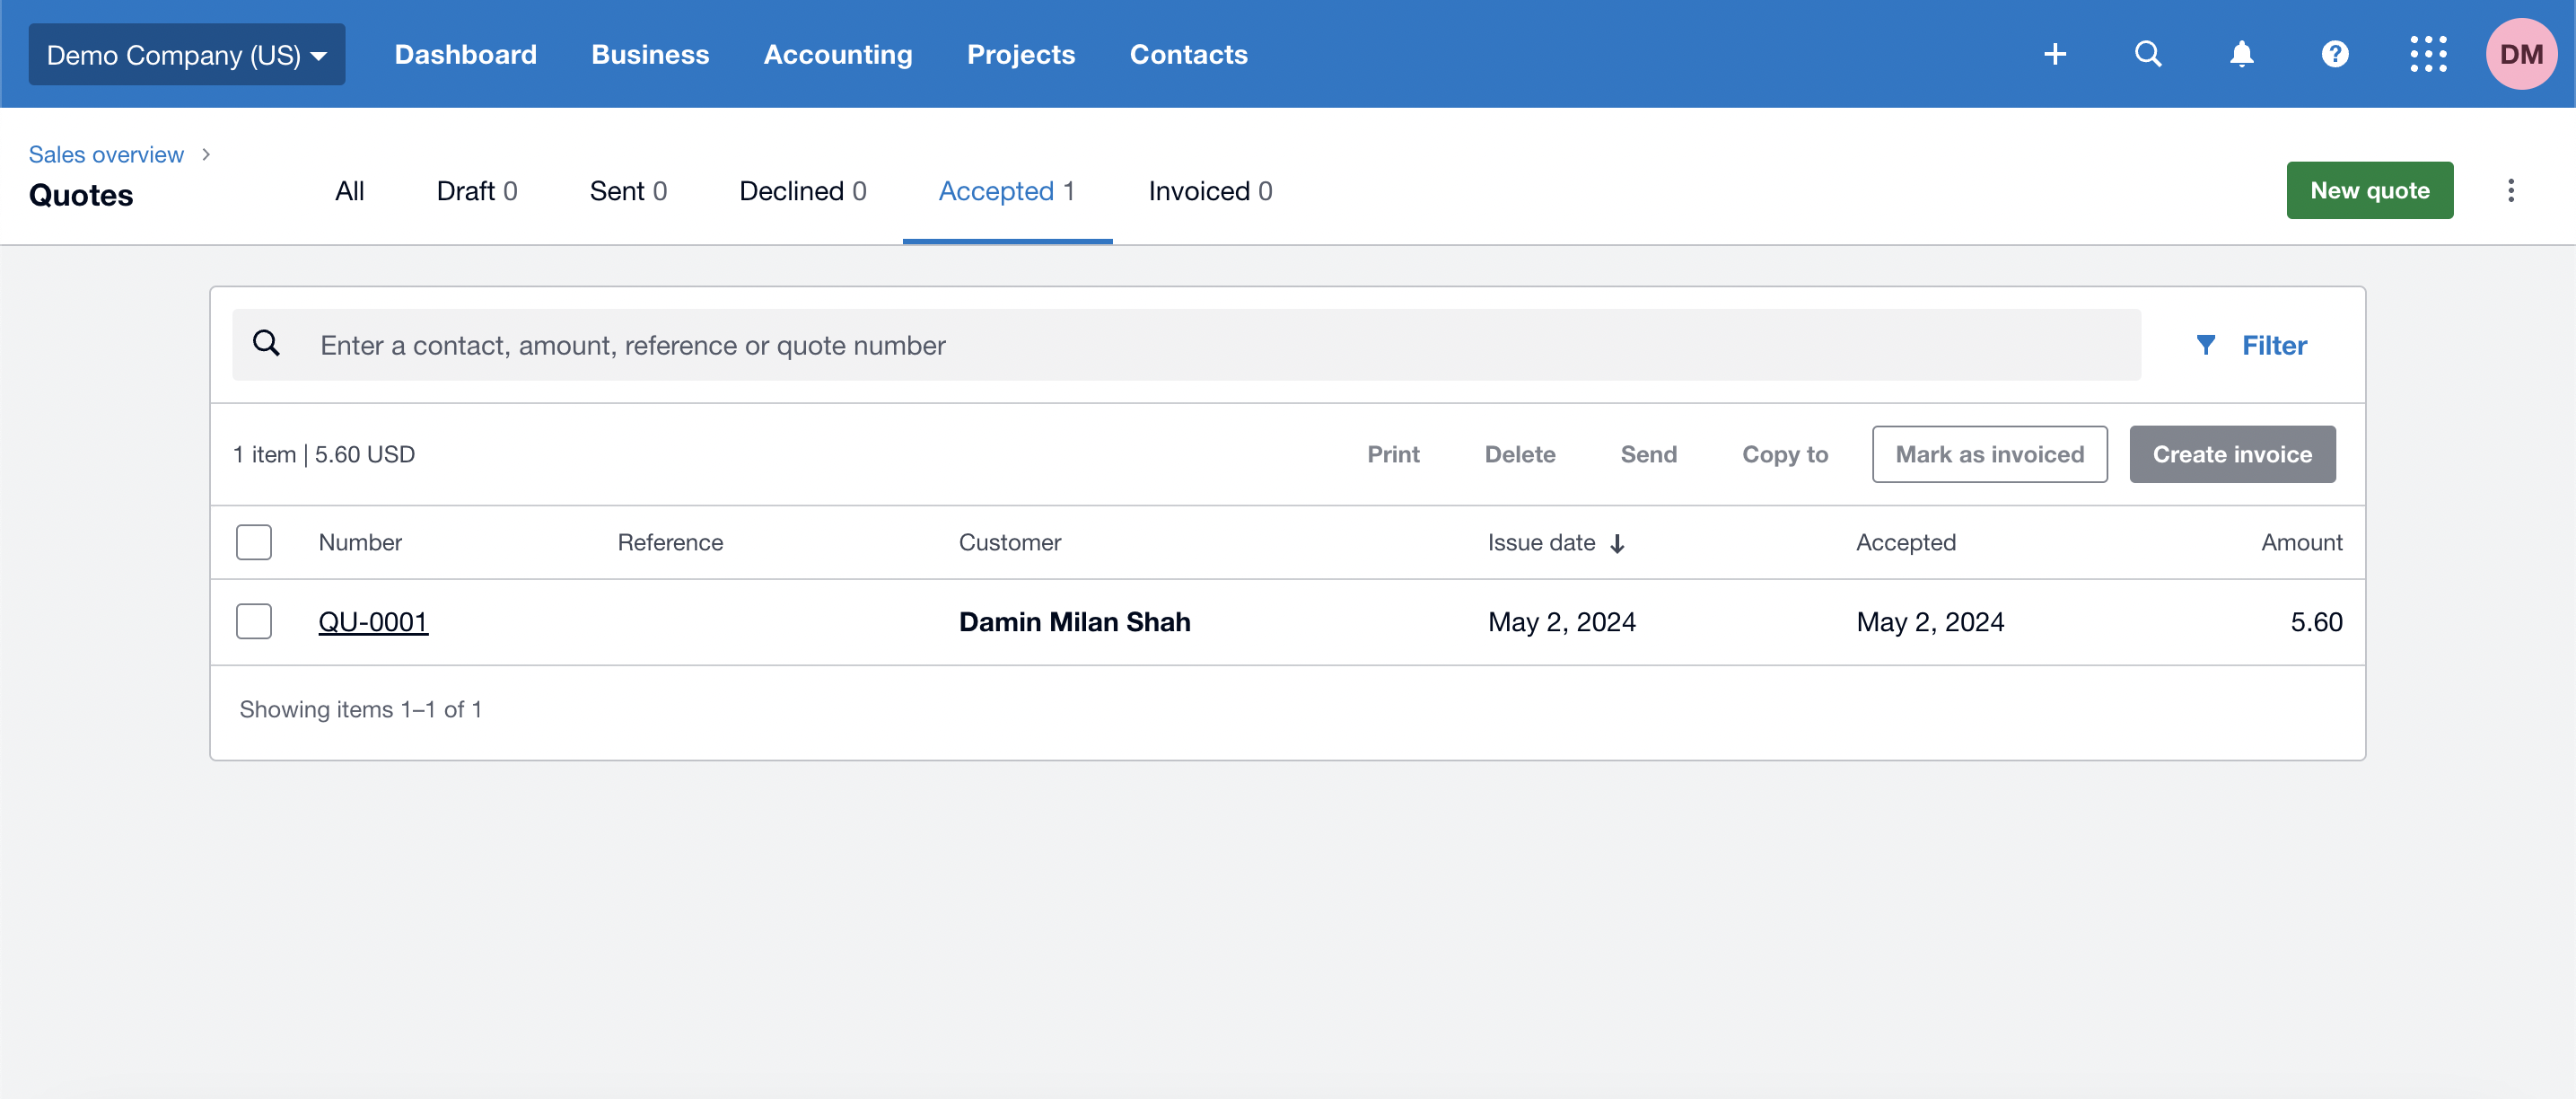 Demo Company (US) Dashboard Business Accounting Projects Contacts DM
Sales overview
Quotes
All Draft 0 Sent 0 Declined 0 Accepted 1 Invoiced 0 New quote
Enter a contact, amount, reference or quote number Filter
1 item | 5.60 USD Print Delete Send Copy to Mark as invoiced Create invoice
Number Reference Customer Issue date Accepted Amount
QU-0001 Damin Milan Shah May 2, 2024 May 2, 2024 5.60
Showing items 1–1 of 1